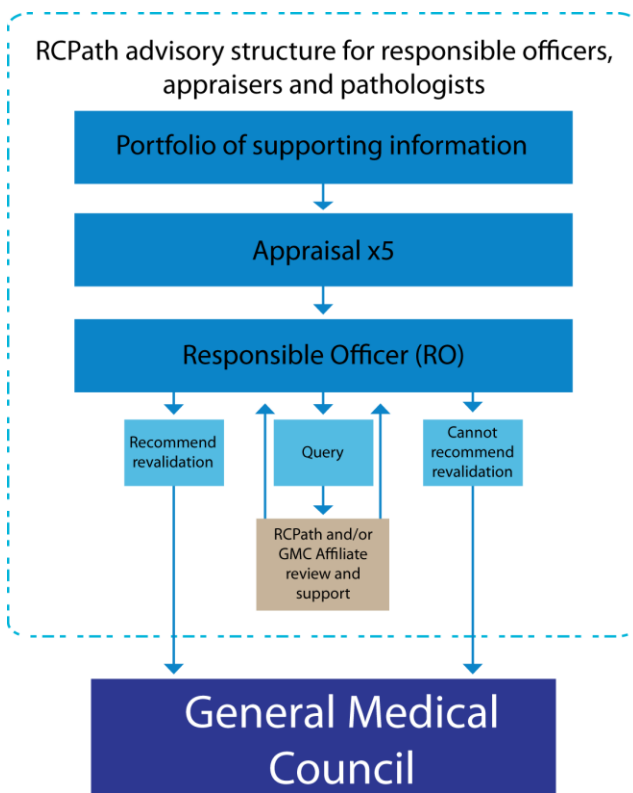 RCPath advisory structure for responsible officers,
appraisers and pathologists
Portfolio of supporting information
Appraisal x5
Responsible Officer (RO)
Recommend
revalidation
Query
Cannot
recommend
revalidation
RCPath and/or
GMC Affiliate
review and
support
General Medical
Council